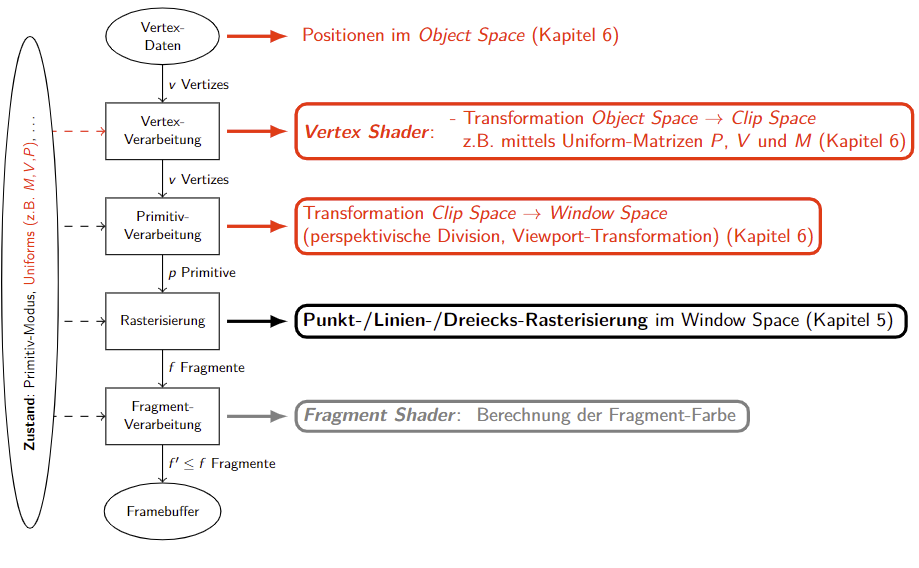 Vertex-
Daten
Positionen im Object Space (Kapitel 6)
v Vertizes
Vertex-
Verarbeitung
Vertex Shader: - Transformation Object Space → Clip Space
z.B. mittels Uniform-Matrizen P, V und M (Kapitel 6)
v Vertizes
Primitiv-
Verarbeitung
Transformation Clip Space → Window Space
(perspektivische Division, Viewport-Transformation) (Kapitel 6)
p Primitive
Rasterisierung
Punkt-/Linien-/Dreiecks-Rasterisierung im Window Space (Kapitel 5)
f Fragmente
Fragment-
Verarbeitung
Fragment Shader: Berechnung der Fragment-Farbe
f′ ≤ f Fragmente
Framebuffer
Zustand: Primitiv-Modus, Uniforms (z.B. M,V,P), ...